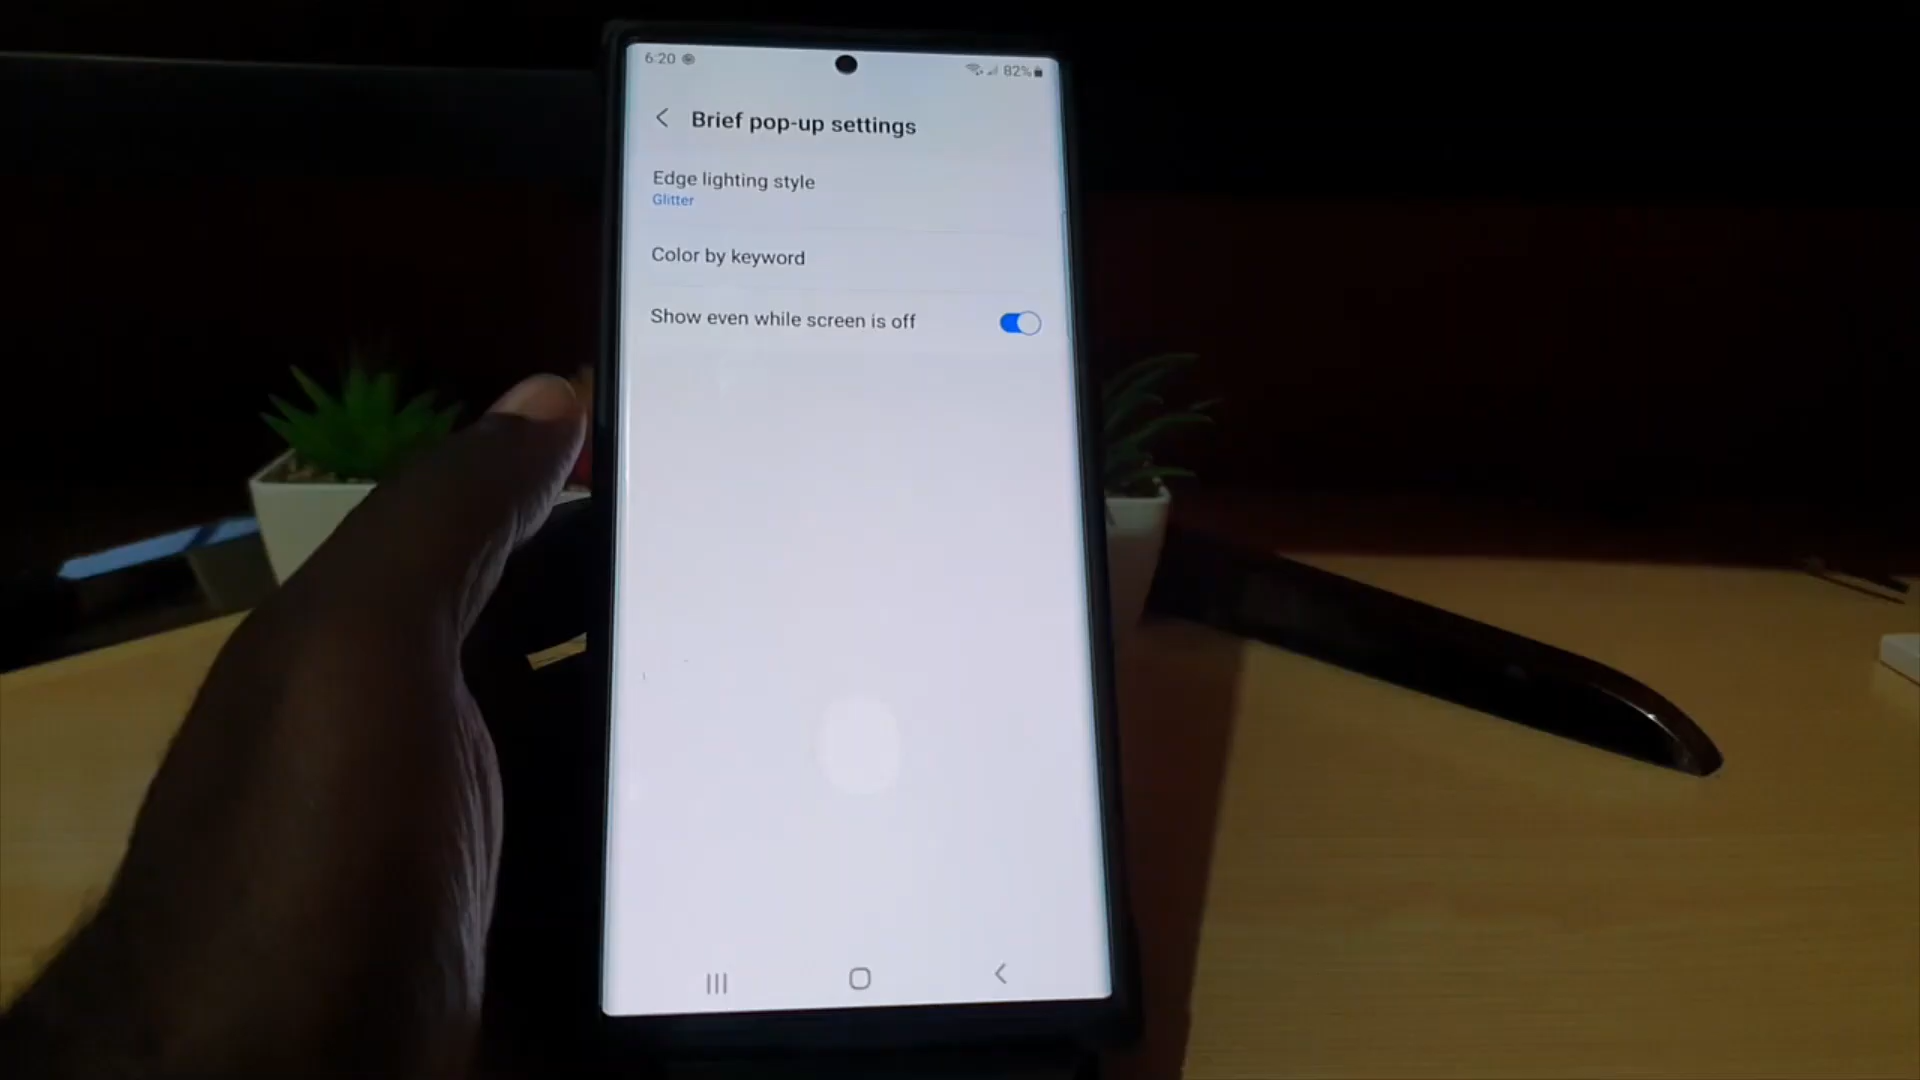 6:20
82%
Brief pop-up settings
Edge lighting style
Glitter
Color by keyword
Show even while screen is off